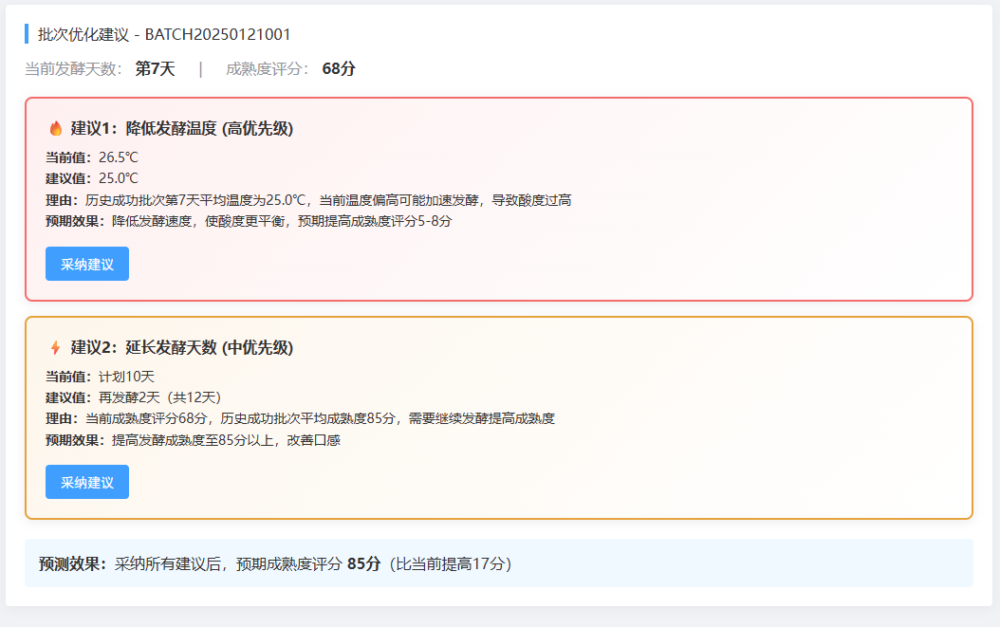 批次优化建议 - BATCH20250121001
当前发酵天数： 第7天 | 成熟度评分： 68分
建议1：降低发酵温度 (高优先级)
当前值：26.5℃
建议值：25.0℃
理由：历史成功批次第7天平均温度为25.0℃，当前温度偏高可能加速发酵，导致酸度过高
预期效果：降低发酵速度，使酸度更平衡，预期提高成熟度评分5-8分
采纳建议
建议2：延长发酵天数 (中优先级)
当前值：计划10天
建议值：再发酵2天（共12天）
理由：当前成熟度评分68分，历史成功批次平均成熟度85分，需要继续发酵提高成熟度
预期效果：提高发酵成熟度至85分以上，改善口感
采纳建议
预测效果：采纳所有建议后，预期成熟度评分 85分（比当前提高17分）